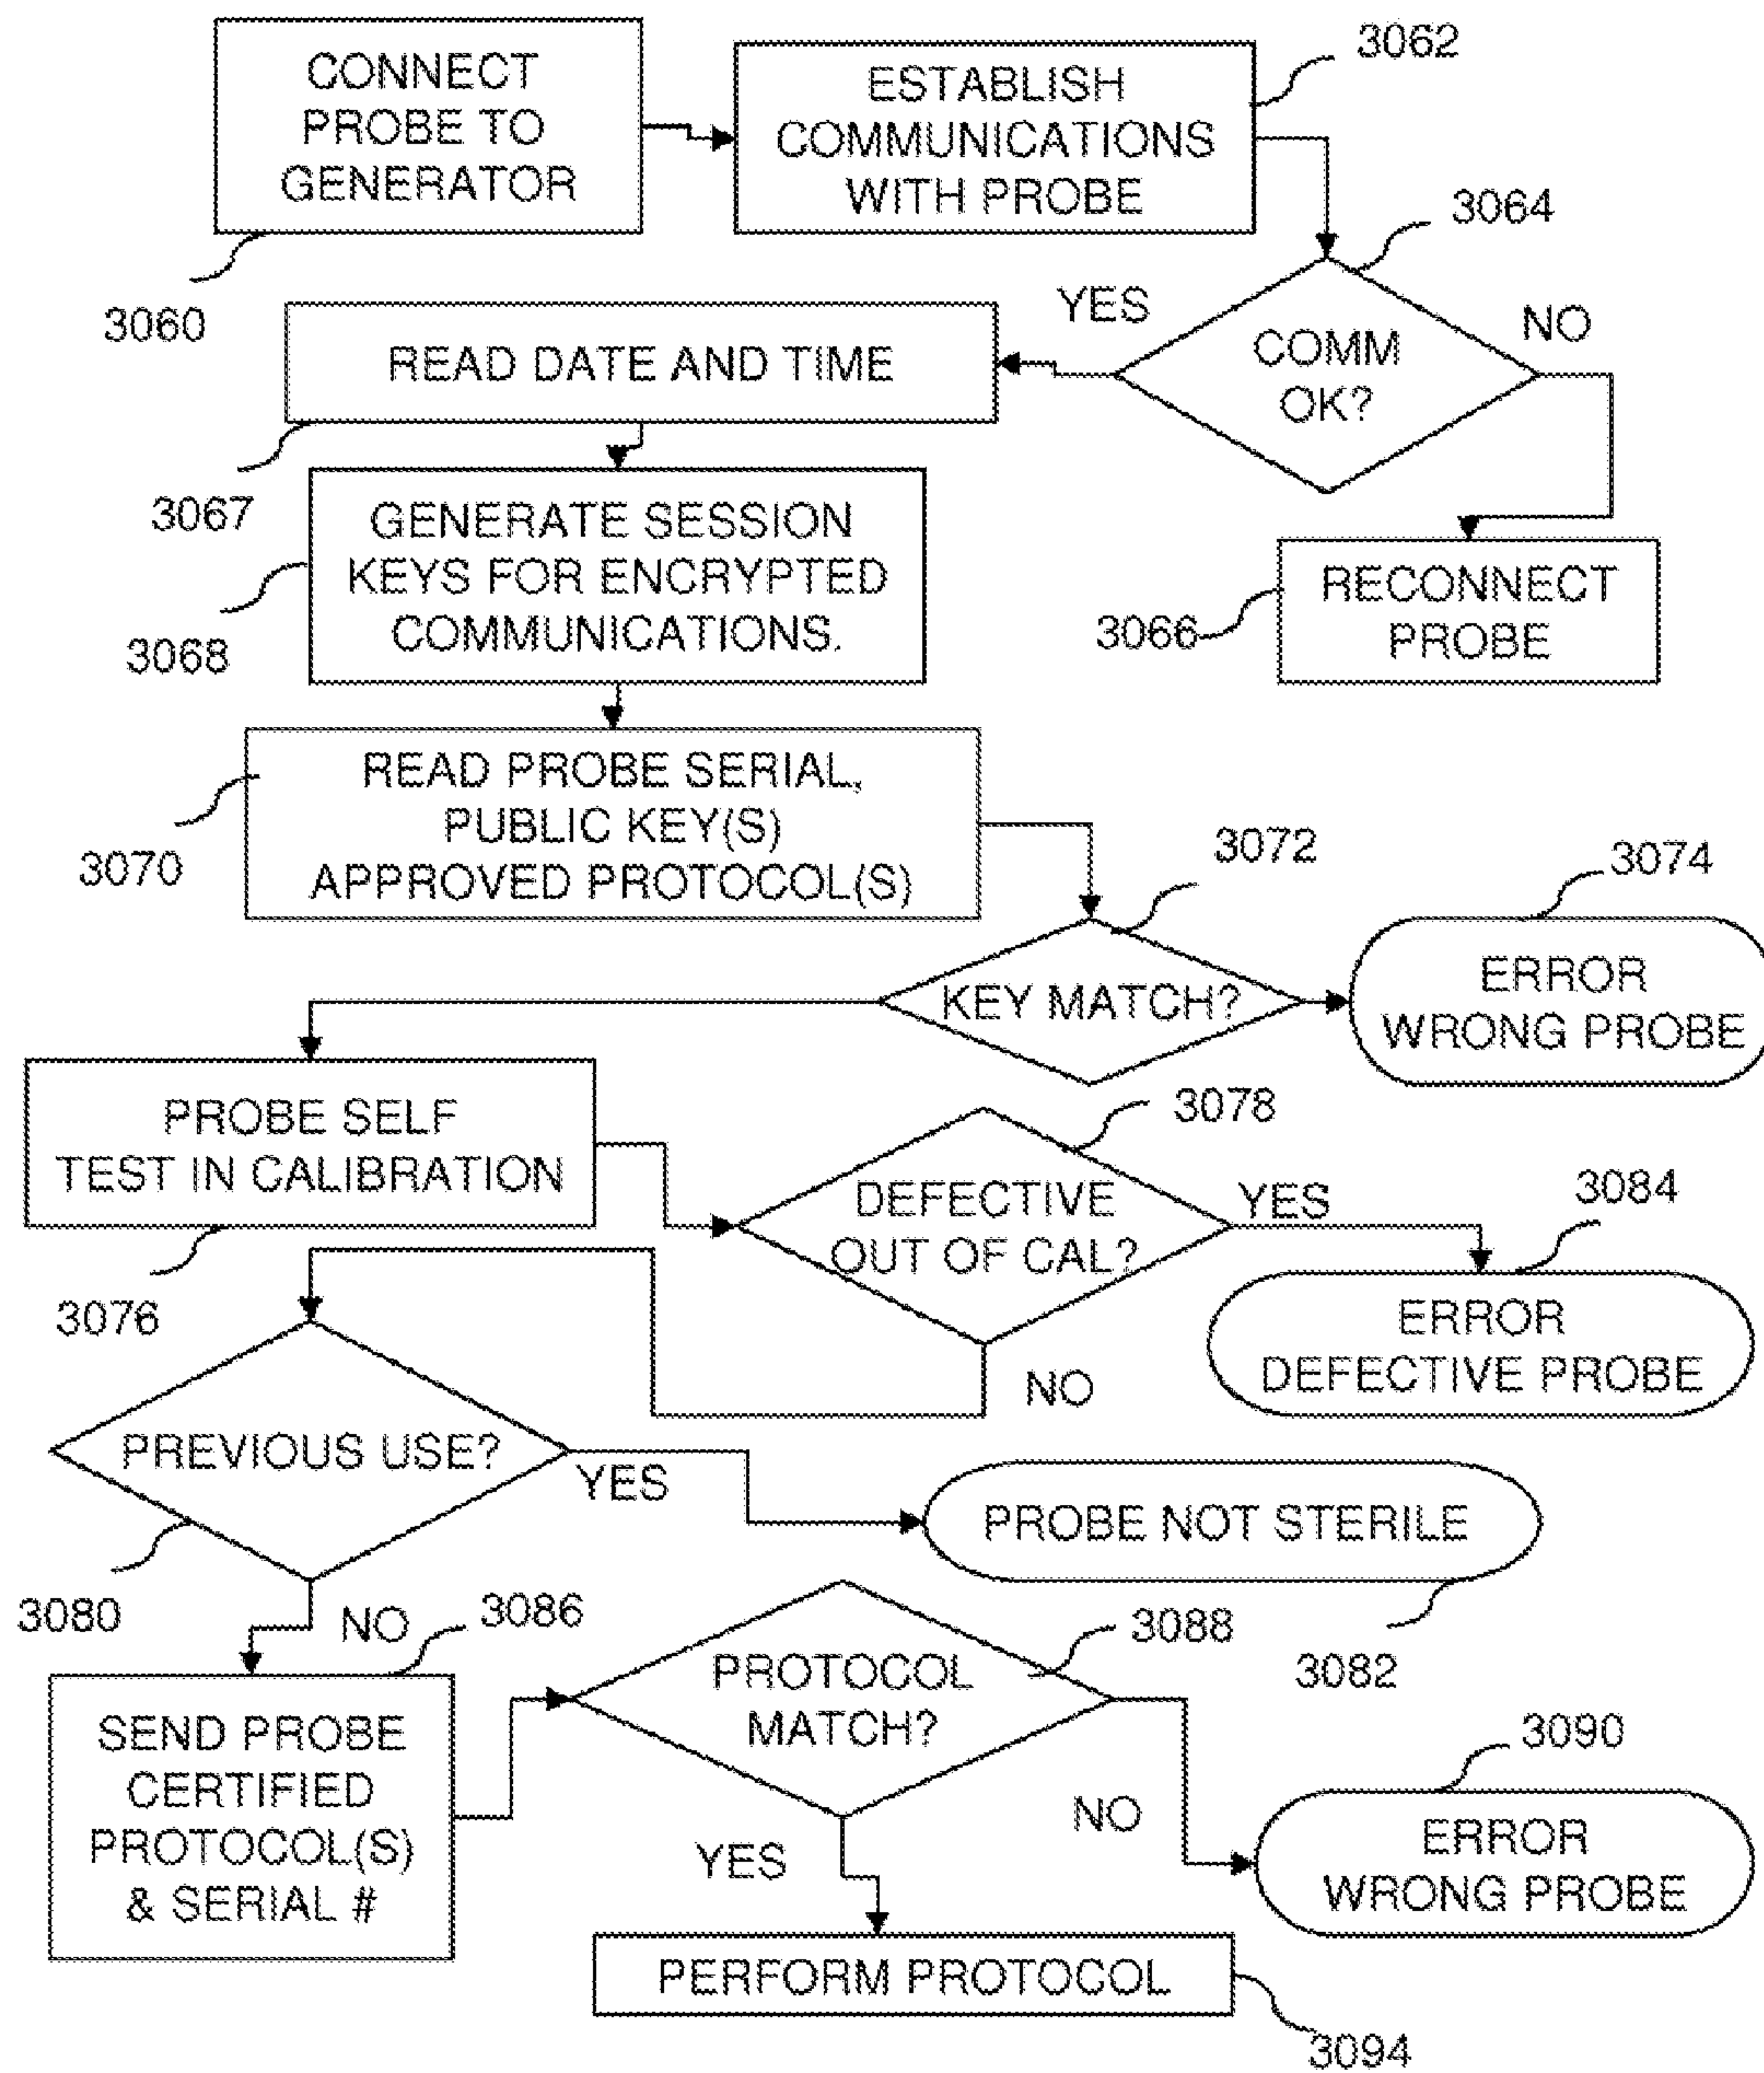 CONNECT
PROBE TO
GENERATOR
3060
ESTABLISH
COMMUNICATIONS
WITH PROBE
3062
3064
COMM
OK?
YES
NO
READ DATE AND TIME
3067
RECONNECT
PROBE
3066
GENERATE SESSION
KEYS FOR ENCRYPTED
COMMUNICATIONS.
3068
READ PROBE SERIAL,
PUBLIC KEY(S)
APPROVED PROTOCOL(S)
3070
3072
KEY MATCH?
3074
ERROR
WRONG PROBE
PROBE SELF
TEST IN CALIBRATION
3076
3078
DEFECTIVE
OUT OF CAL?
YES
NO
3084
ERROR
DEFECTIVE PROBE
PREVIOUS USE?
3080
YES
NO
PROBE NOT STERILE
3082
3086
SEND PROBE
CERTIFIED
PROTOCOL(S)
& SERIAL #
3088
PROTOCOL
MATCH?
YES
NO
3090
ERROR
WRONG PROBE
PERFORM PROTOCOL
3094